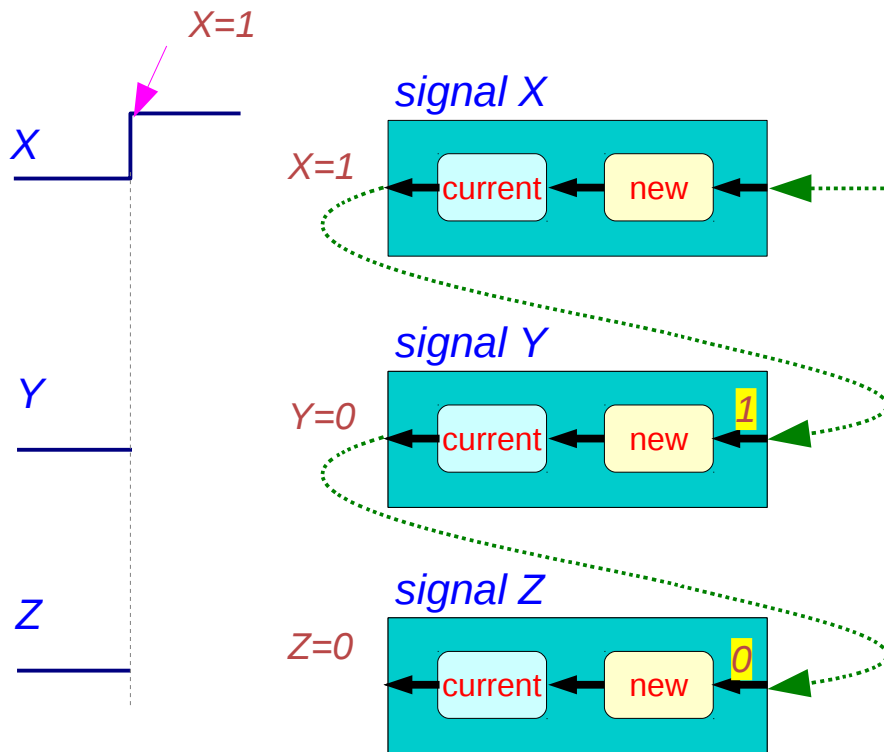 X=1
X
signal X
X=1
current
new
Y
signal Y
Y=0
current
new
1
Z
signal Z
Z=0
current
new
0